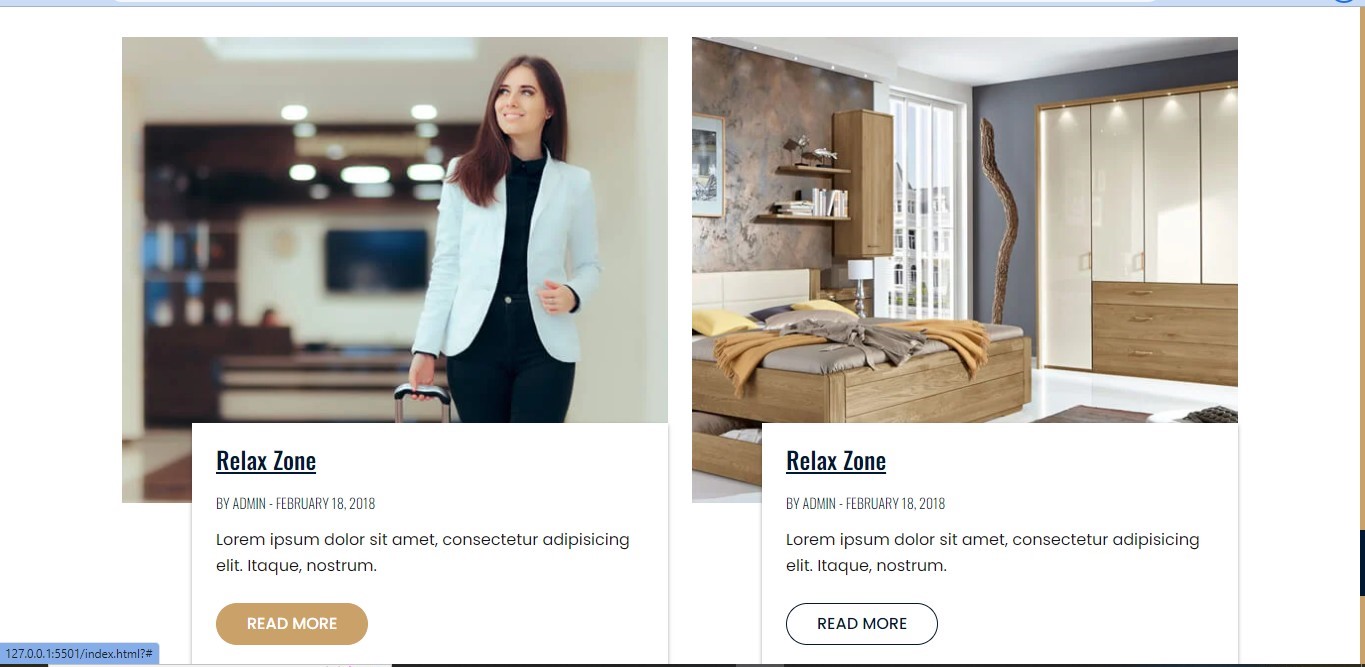 Relax Zone
BY ADMIN - FEBRUARY 18, 2018
Lorem ipsum dolor sit amet, consectetur adipisicing
elit. Itaque, nostrum.
READ MORE
Relax Zone
BY ADMIN - FEBRUARY 18, 2018
Lorem ipsum dolor sit amet, consectetur adipisicing
elit. Itaque, nostrum.
READ MORE
127.0.0.1:5501/index.html?#